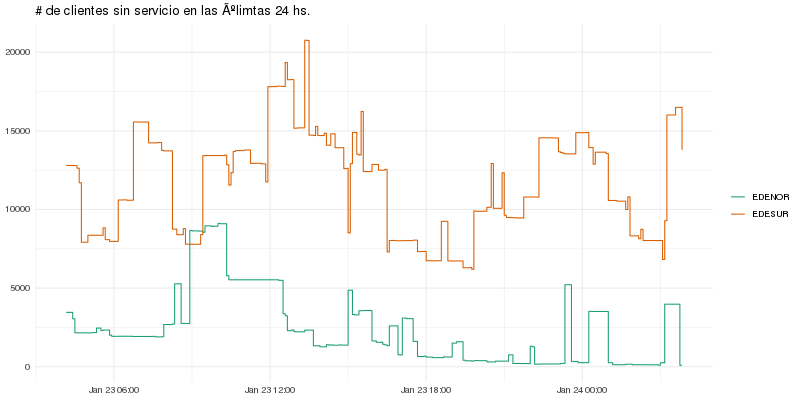 # de clientes sin servicio en las Ãºlimtas 24 hs.
20000
15000
10000
5000
0
EDENOR
EDESUR
Jan 23 06:00
Jan 23 12:00
Jan 23 18:00
Jan 24 00:00